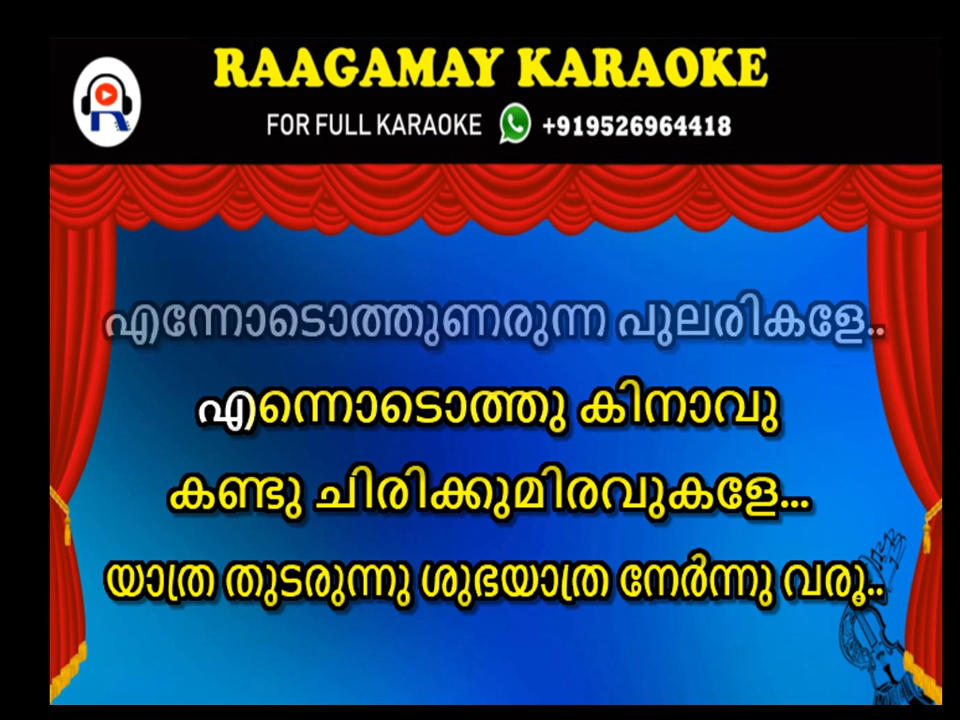 RAAGAMAY KARAOKE
FOR FULL KARAOKE +919526964418
എന്നോടൊത്തുണരുന്ന പുലരികളേ..
എന്നൊടൊത്തു കിനാവു
കണ്ടു ചിരിക്കുമിരവുകളേ...
യാത്ര തുടരുന്നു ശുഭയാത്ര നേർന്നു വരൂ..